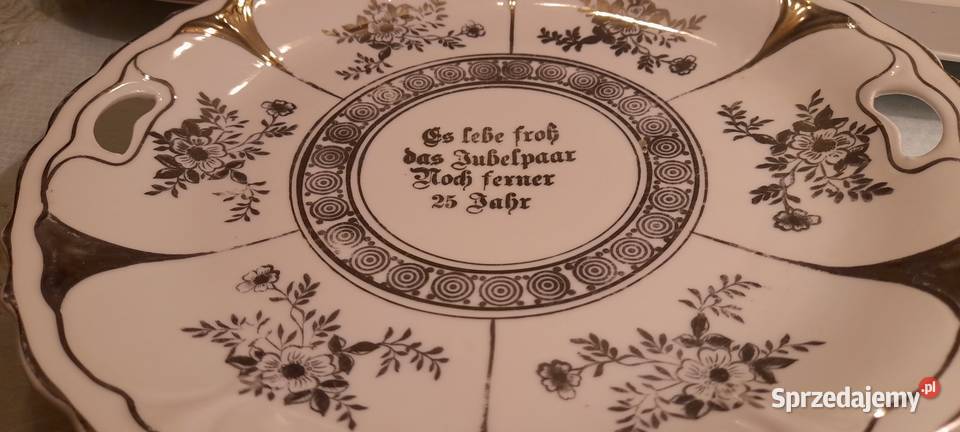 Es lebe froh
das Jubelpaar
Noch ferner
25 Jahr
Sprzedajemy.pl